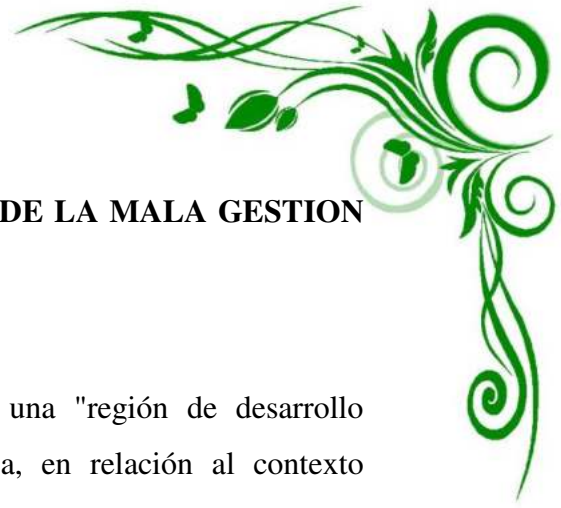 DE LA MALA GESTION
una "región de desarrollo
a, en relación al contexto